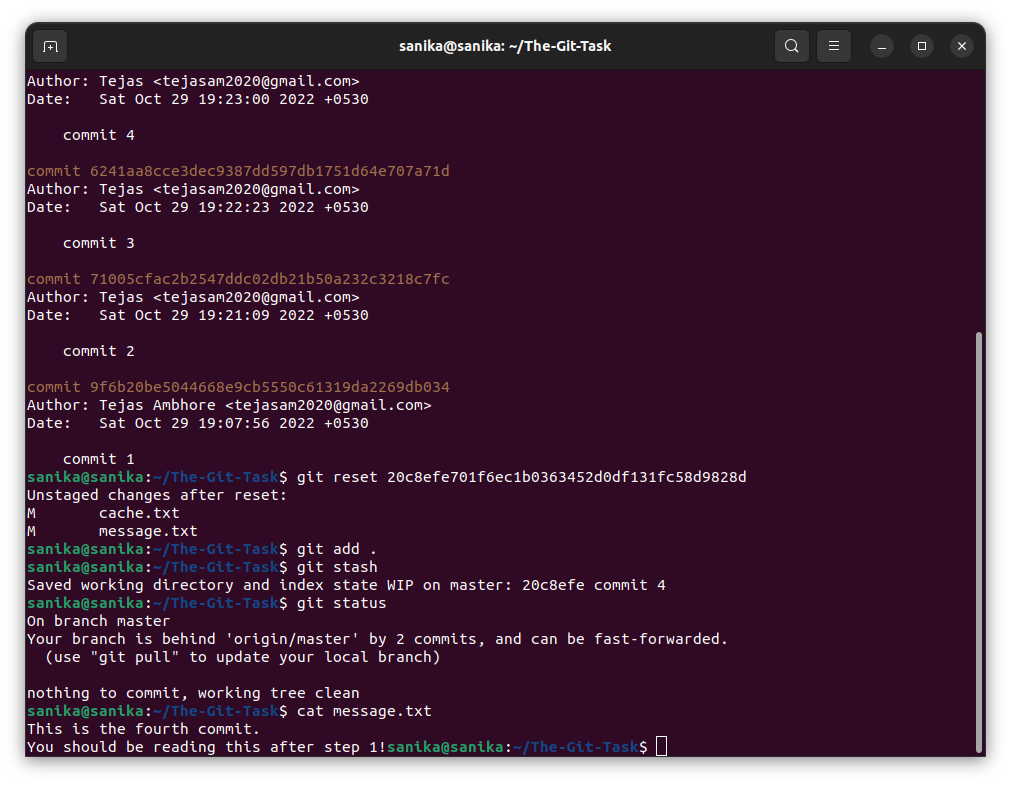 sanika@sanika: ~/The-Git-Task
Author: Tejas <tejasam2020@gmail.com>
Date:   Sat Oct 29 19:23:00 2022 +0530
    commit 4
commit 6241aa8cce3dec9387dd597db1751d64e707a71d
Author: Tejas <tejasam2020@gmail.com>
Date:   Sat Oct 29 19:22:23 2022 +0530
    commit 3
commit 71005cfac2b2547ddc02db21b50a232c3218c7fc
Author: Tejas <tejasam2020@gmail.com>
Date:   Sat Oct 29 19:21:09 2022 +0530
    commit 2
commit 9f6b20be5044668e9cb5550c61319da2269db034
Author: Tejas Ambhore <tejasam2020@gmail.com>
Date:   Sat Oct 29 19:07:56 2022 +0530
    commit 1
sanika@sanika:~/The-Git-Task$ git reset 20c8efe701f6ec1b0363452d0df131fc58d9828d
Unstaged changes after reset:
M       cache.txt
M       message.txt
sanika@sanika:~/The-Git-Task$ git add .
sanika@sanika:~/The-Git-Task$ git stash
Saved working directory and index state WIP on master: 20c8efe commit 4
sanika@sanika:~/The-Git-Task$ git status
On branch master
Your branch is behind 'origin/master' by 2 commits, and can be fast-forwarded.
  (use "git pull" to update your local branch)
nothing to commit, working tree clean
sanika@sanika:~/The-Git-Task$ cat message.txt
This is the fourth commit.
You should be reading this after step 1!sanika@sanika:~/The-Git-Task$